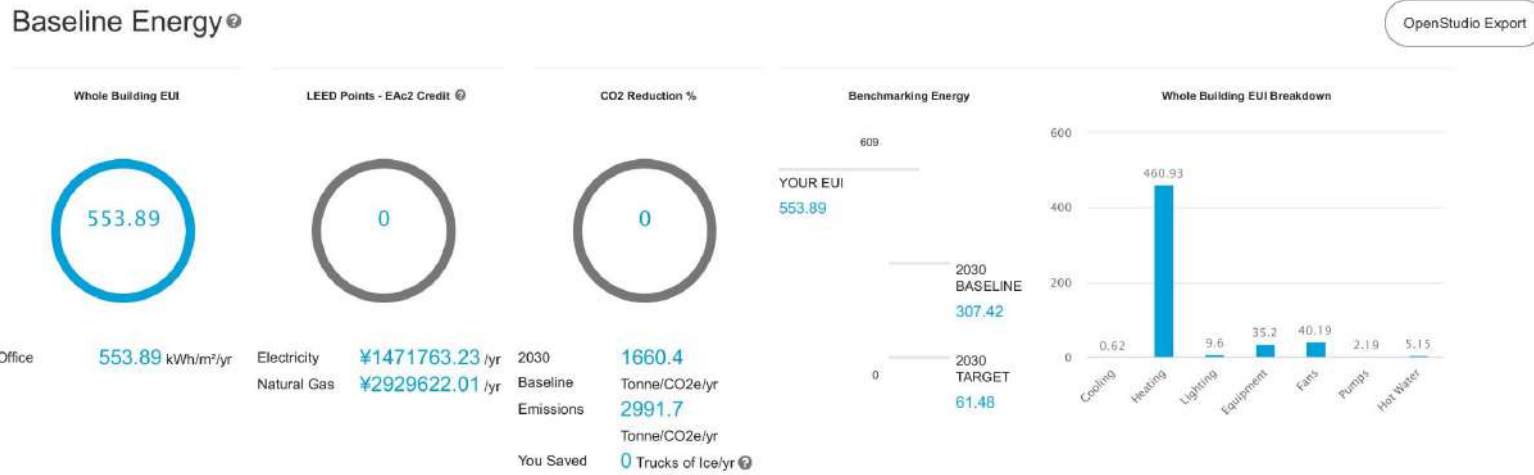 Baseline Energy
OpenStudio Export
Whole Building EUI
553.89
Office 553.89 kWh/m²/yr
LEED Points - EAc2 Credit
0
Electricity ¥1471763.23 /yr
Natural Gas ¥2929622.01 /yr
CO2 Reduction %
0
2030 1660.4
Baseline Tonne/CO2e/yr
Emissions 2991.7
Tonne/CO2e/yr
You Saved 0 Trucks of Ice/yr
Benchmarking Energy
609
YOUR EUI
553.89
2030
BASELINE
307.42
0
2030
TARGET
61.48
Whole Building EUI Breakdown
600
400
200
0
0.62
460.93
9.6
35.2
40.19
2.19
5.15
Cooling
Heating
Lighting
Equipment
Fans
Pumps
Hot Water